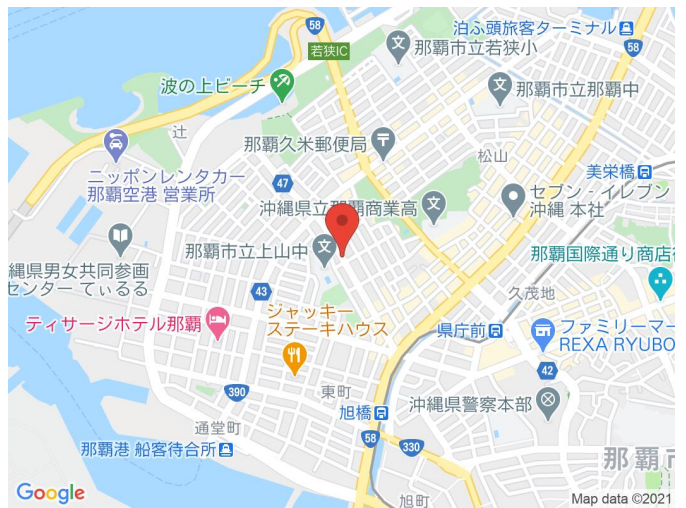 泊ふ頭旅客ターミナル
58
58
若狭IC
那覇市立若狭小
波の上ビーチ
那覇市立那覇中
辻
那覇久米郵便局
松山
ニッポンレンタカー
那覇空港 営業所
47
美栄橋
セブン - イレブン
沖縄 本社
沖縄県立那覇商業高
那覇市立上山中
縄県男女共同参画
センター てぃるる
那覇国際通り商店街
43
久茂地
ティサージホテル那覇
ジャッキー
ステーキハウス
県庁前
ファミリーマー
REXA RYUBO
42
390
東町
旭橋
沖縄県警察本部
通堂町
那覇港 船客待合所
58
330
那覇市
旭町
Google
Map data ©2021